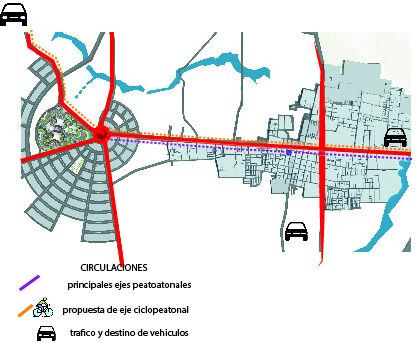 CIRCULACIONES
principales ejes peatoatonales
propuesta de eje ciclopeatonal
trafico y destino de vehiculos